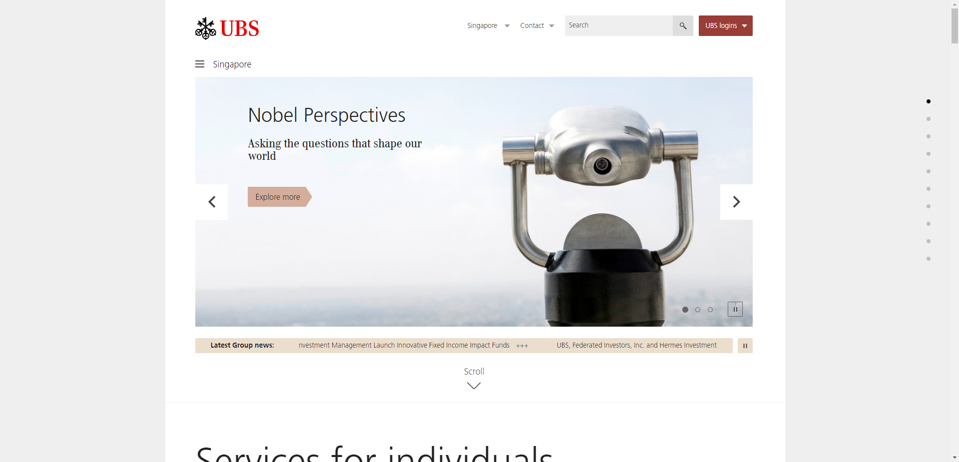 UBS
Singapore
Contact
Search
UBS logins
Singapore
Nobel Perspectives
Asking the questions that shape our
world
Explore more
Latest Group news: nvestment Management Launch Innovative Fixed Income Impact Funds +++ UBS, Federated Investors, Inc. and Hermes Investment
Scroll
Services for individuals